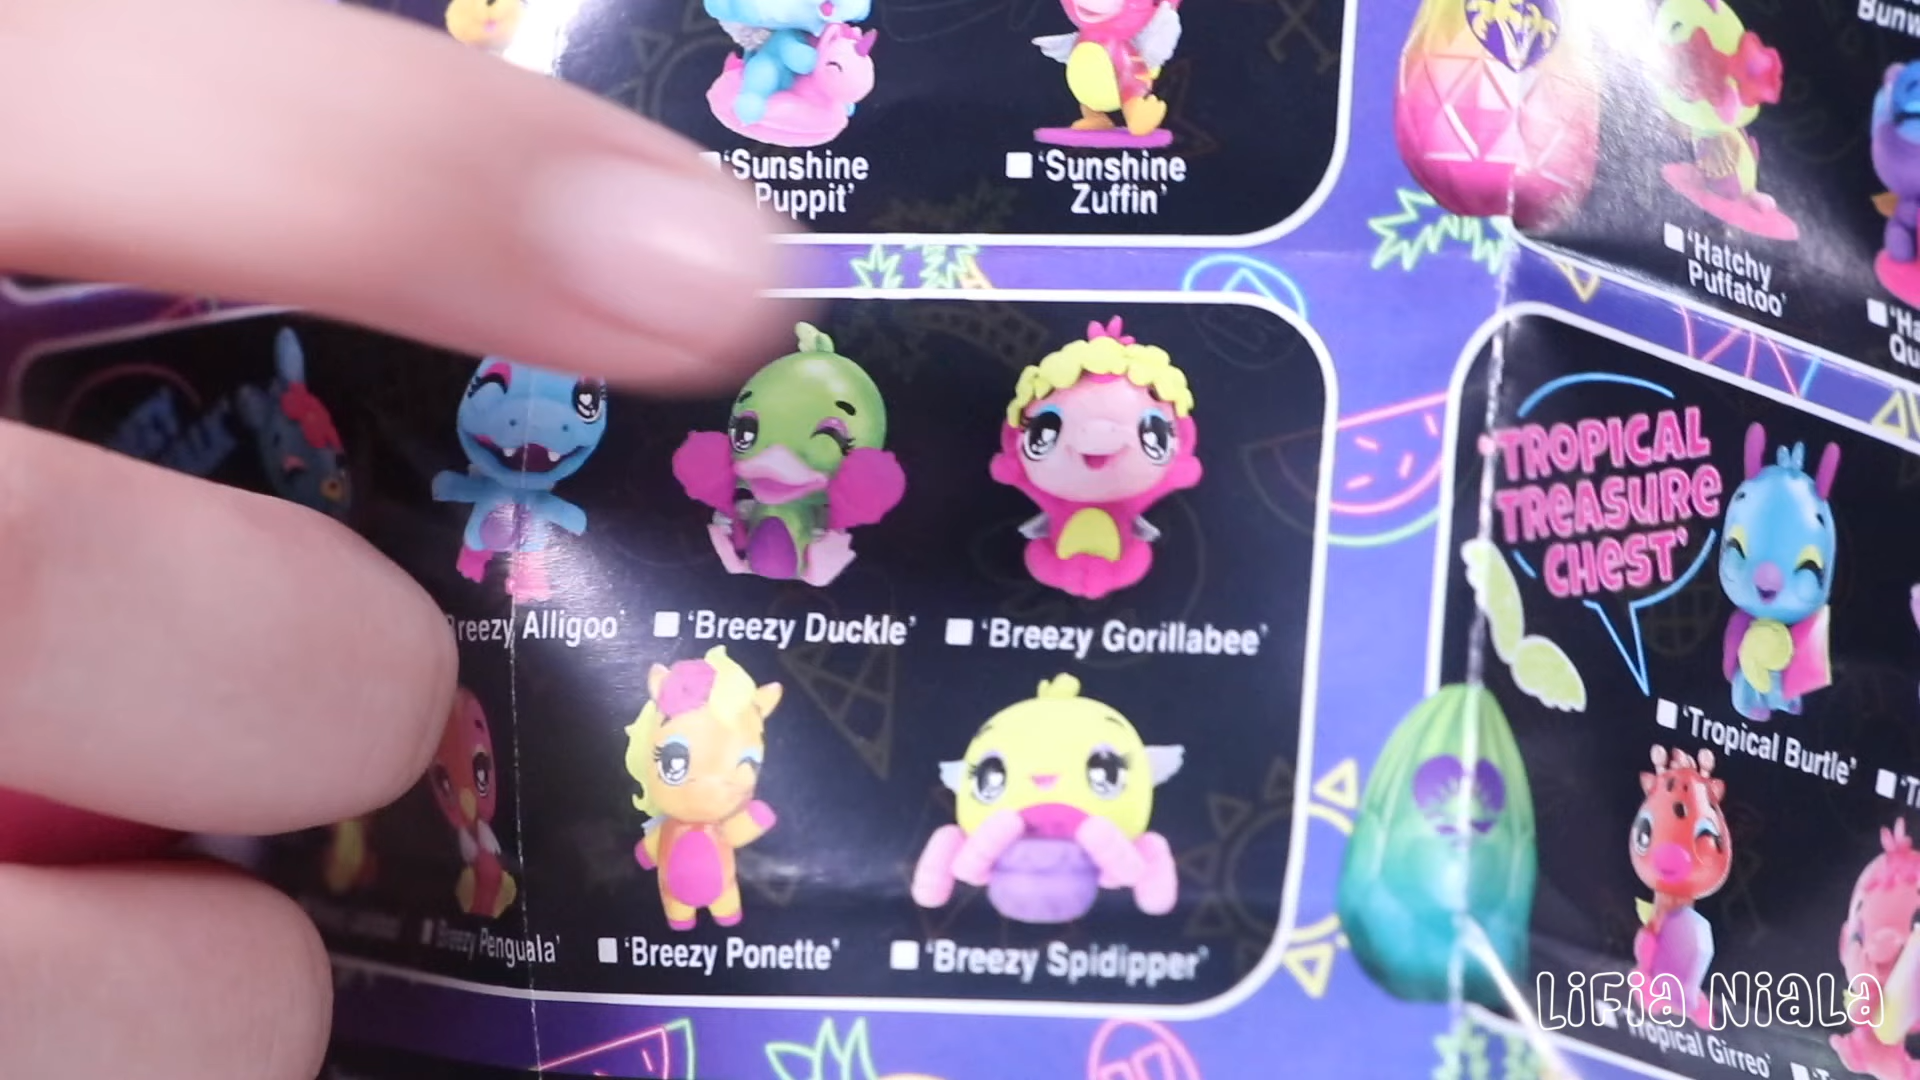 'Sunshine
Puppit'
'Sunshine
Zuffin'
'Hatchy
Puffatoo'
Breezy Alligoo'
'Breezy Duckle'
'Breezy Gorillabee'
Breezy Penguala'
'Breezy Ponette'
'Breezy Spidipper'
TROPICAL
TREASURE
CHEST'
'Tropical Burtle'
'Tropical Girreo'
LiFia NiaLa